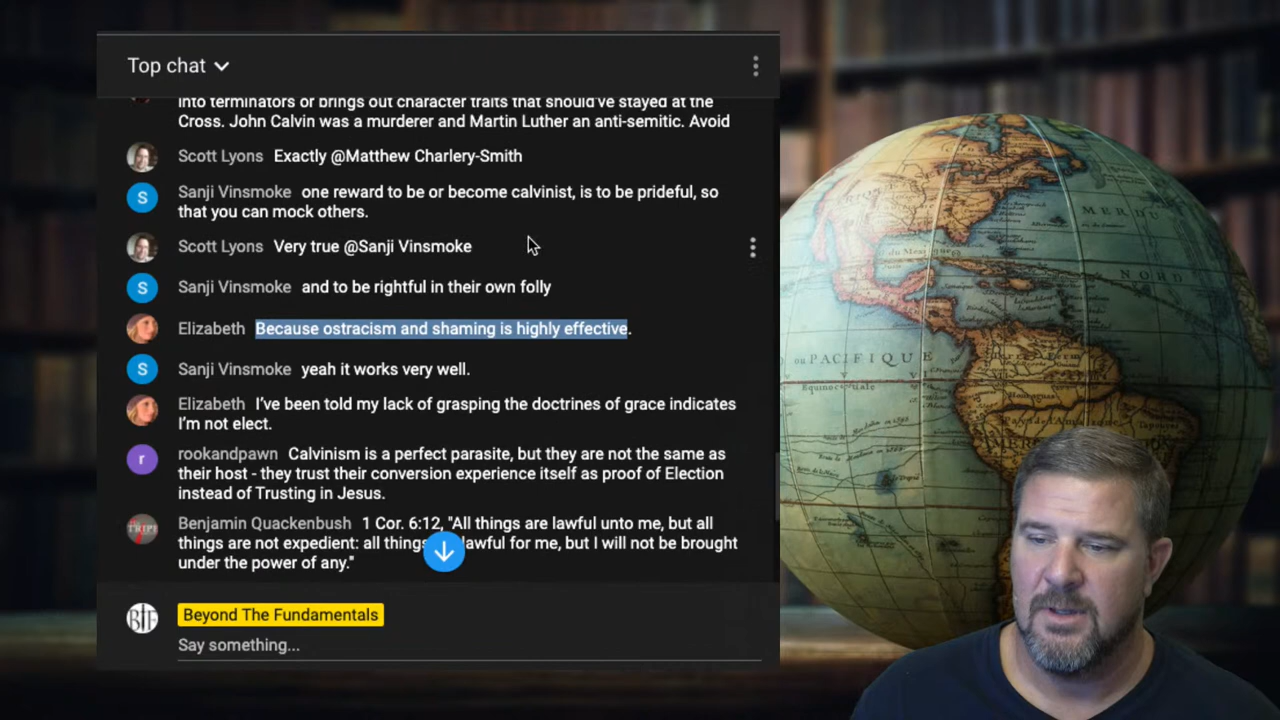 Top chat
into terminators or brings out character traits that should've stayed at the
Cross. John Calvin was a murderer and Martin Luther an anti-semitic. Avoid
Scott Lyons Exactly @Matthew Charlery-Smith
S Sanji Vinsmoke one reward to be or become calvinist, is to be prideful, so
that you can mock others.
Scott Lyons Very true @Sanji Vinsmoke
S Sanji Vinsmoke and to be rightful in their own folly
Elizabeth Because ostracism and shaming is highly effective.
S Sanji Vinsmoke yeah it works very well.
Elizabeth I've been told my lack of grasping the doctrines of grace indicates
I'm not elect.
r rookandpawn Calvinism is a perfect parasite, but they are not the same as
their host - they trust their conversion experience itself as proof of Election
instead of Trusting in Jesus.
TRIPE Benjamin Quackenbush 1 Cor. 6:12, "All things are lawful unto me, but all
things are not expedient: all things lawful for me, but I will not be brought
under the power of any."
BTF Beyond The Fundamentals
Say something...
MERDU
NORD
ou PACIFIQUE
Equinoctiale